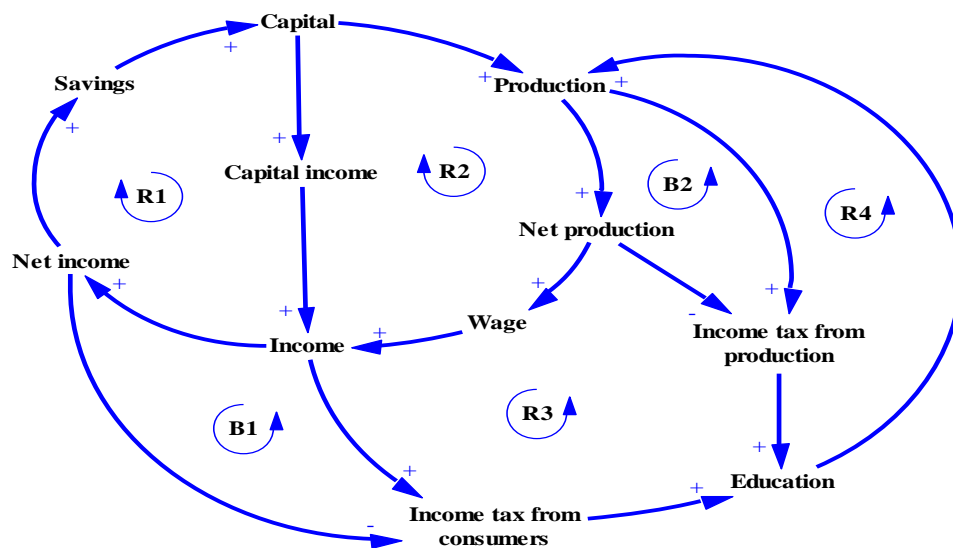 Capital
+
+
Savings
Production
+
+
+
Capital income
R1
R2
B2
R4
+
Net production
Net income
+
+
+
+
-
Wage
+
Income
Income tax from
production
R3
B1
+
+
Education
+
Income tax from
consumers
-